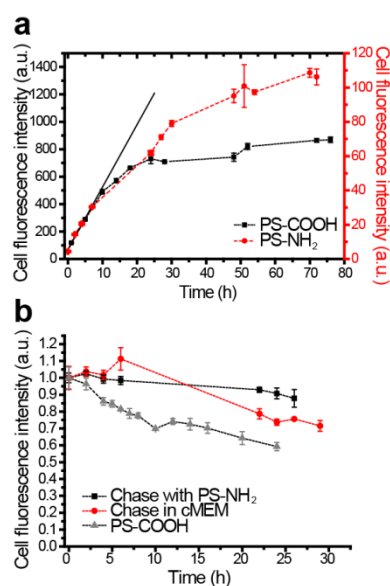 a
Cell fluorescence intensity (a.u.)
1400
1200
1000
800
600
400
200
0
120
100
80
60
40
20
0
Cell fluorescence intensity (a.u.)
PS-COOH
PS-NH₂
0 10 20 30 40 50 60 70 80
Time (h)
b
Cell fluorescence intensity (a.u.)
1.2
1.1
1.0
0.9
0.8
0.7
0.6
0.5
0.4
0.3
0.2
0.1
0.0
Chase with PS-NH₂
Chase in cMEM
PS-COOH
0 5 10 15 20 25 30
Time (h)